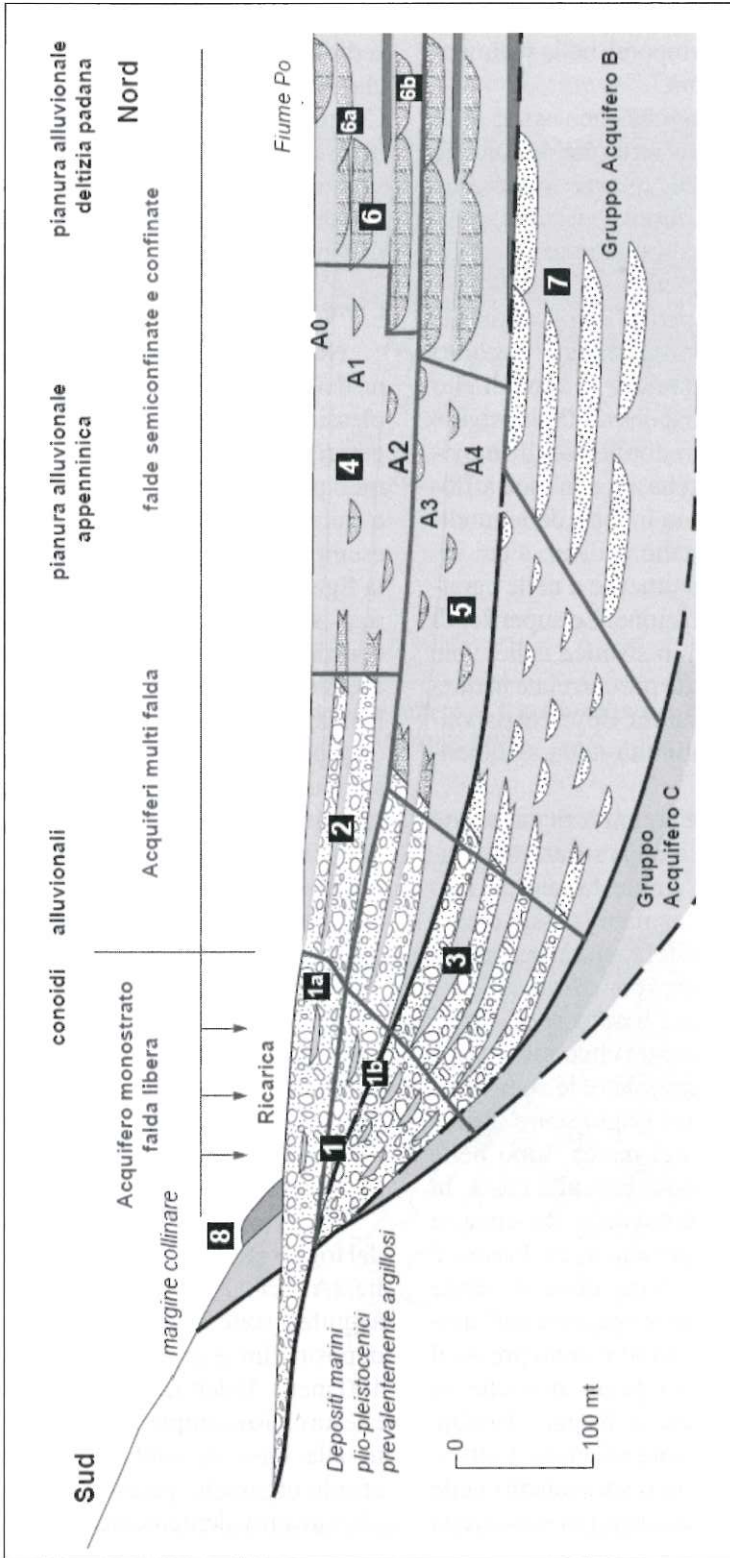 Sud
Nord
conoidi alluvionali
pianura alluvionale
appenninica
pianura alluvionale
deltizia padana
Acquifero monostrato
falda libera
Acquiferi multi falda
falde semiconfinate e confinate
margine collinare
Ricarica
Fiume Po
8
1
1a
1b
2
3
4
5
6
6a
6b
7
A0
A1
A2
A3
A4
Depositi marini
plio-pleistocenici
prevalentemente argillosi
Gruppo
Acquifero C
Gruppo Acquifero B
0
100 mt